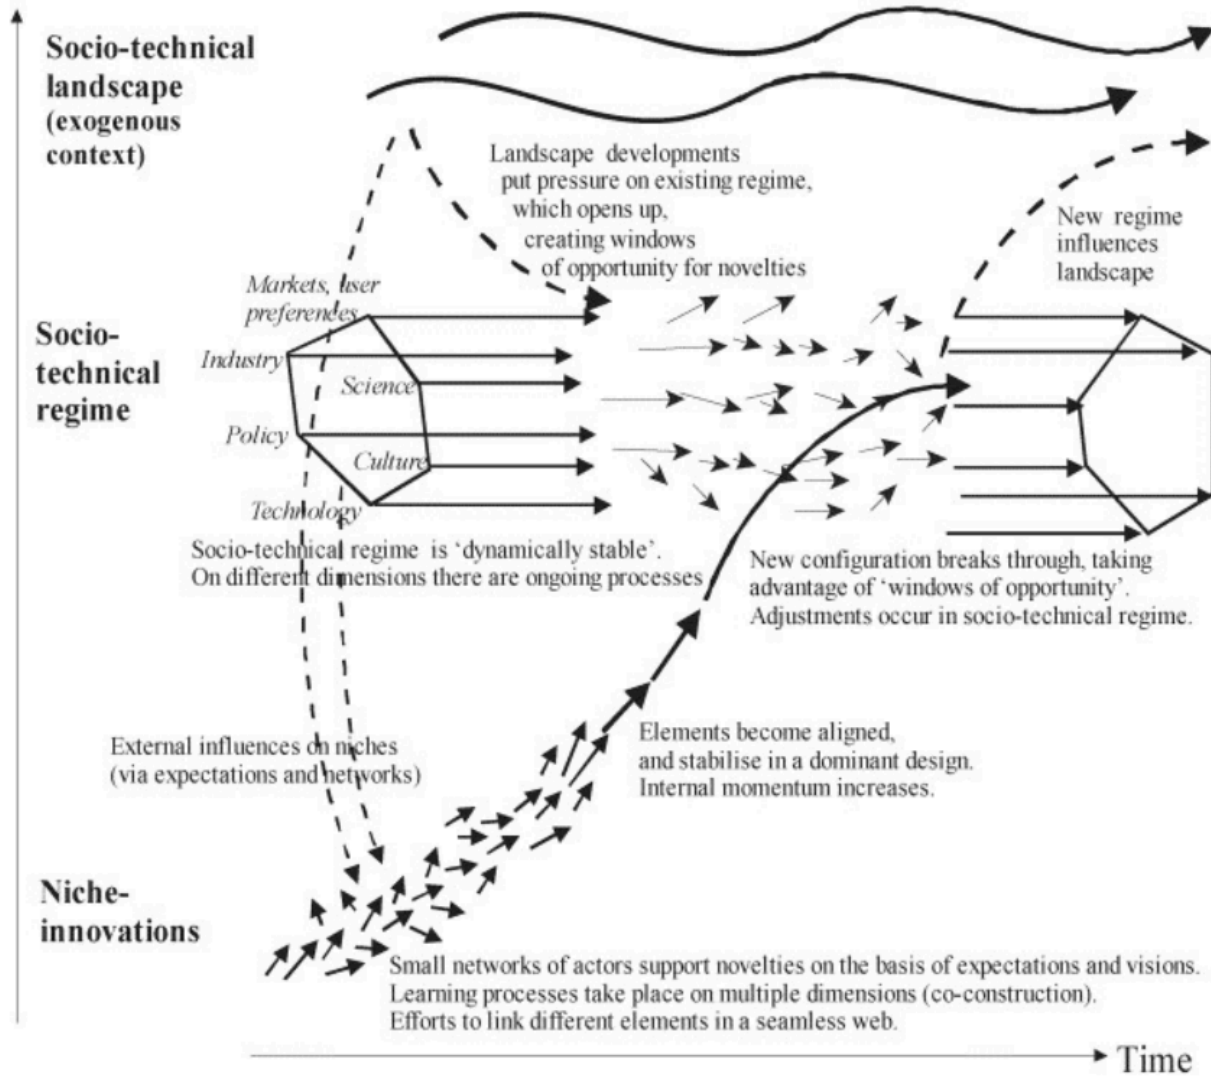 Socio-technical
landscape
(exogenous
context)
Landscape developments
put pressure on existing regime,
which opens up,
creating windows
of opportunity for novelties
New regime
influences
landscape
Markets, user
preferences
Socio-
technical
regime
Industry
Science
Policy
Culture
Technology
Socio-technical regime is ‘dynamically stable’.
On different dimensions there are ongoing processes
New configuration breaks through, taking
advantage of ‘windows of opportunity’.
Adjustments occur in socio-technical regime.
Elements become aligned,
and stabilise in a dominant design.
Internal momentum increases.
External influences on niches
(via expectations and networks)
Niche-
innovations
Small networks of actors support novelties on the basis of expectations and visions.
Learning processes take place on multiple dimensions (co-construction).
Efforts to link different elements in a seamless web.
Time